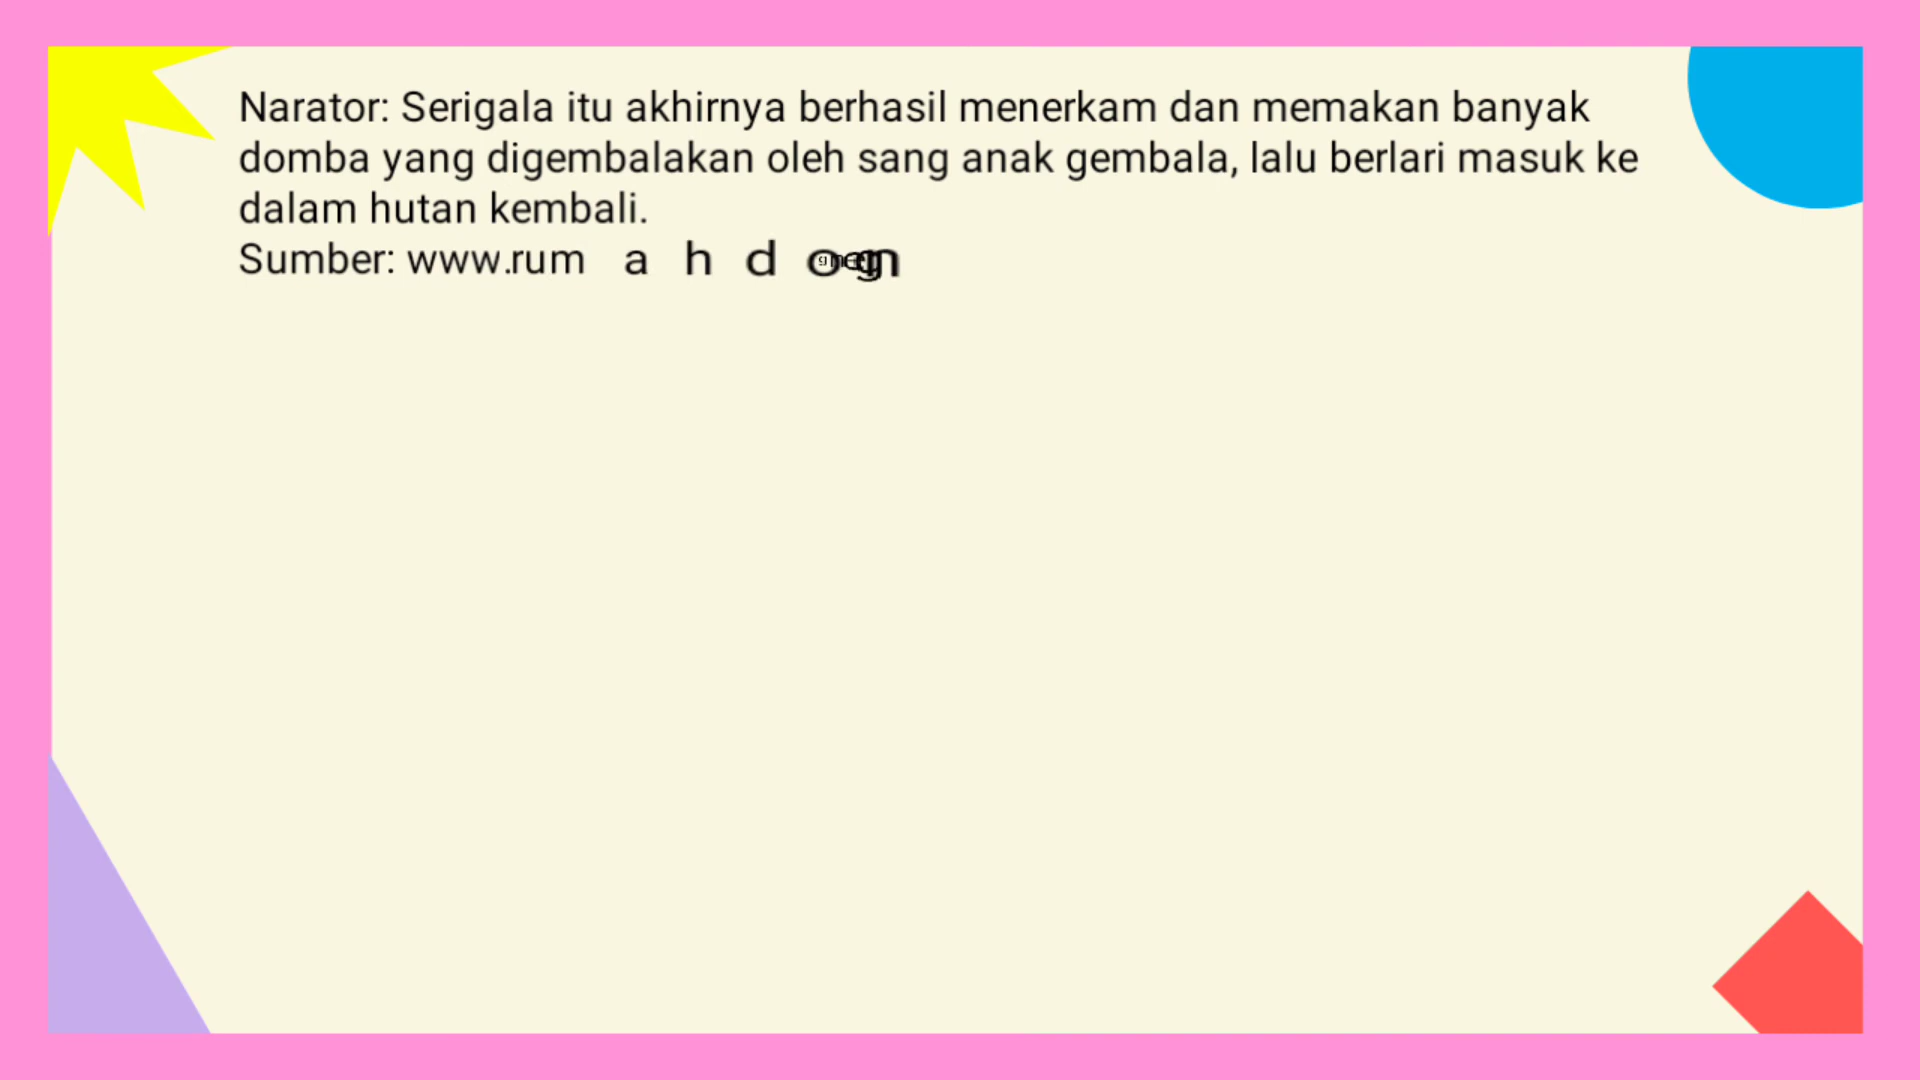 Narator: Serigala itu akhirnya berhasil menerkam dan memakan banyak
domba yang digembalakan oleh sang anak gembala, lalu berlari masuk ke
dalam hutan kembali.
Sumber: www.rum a h d o